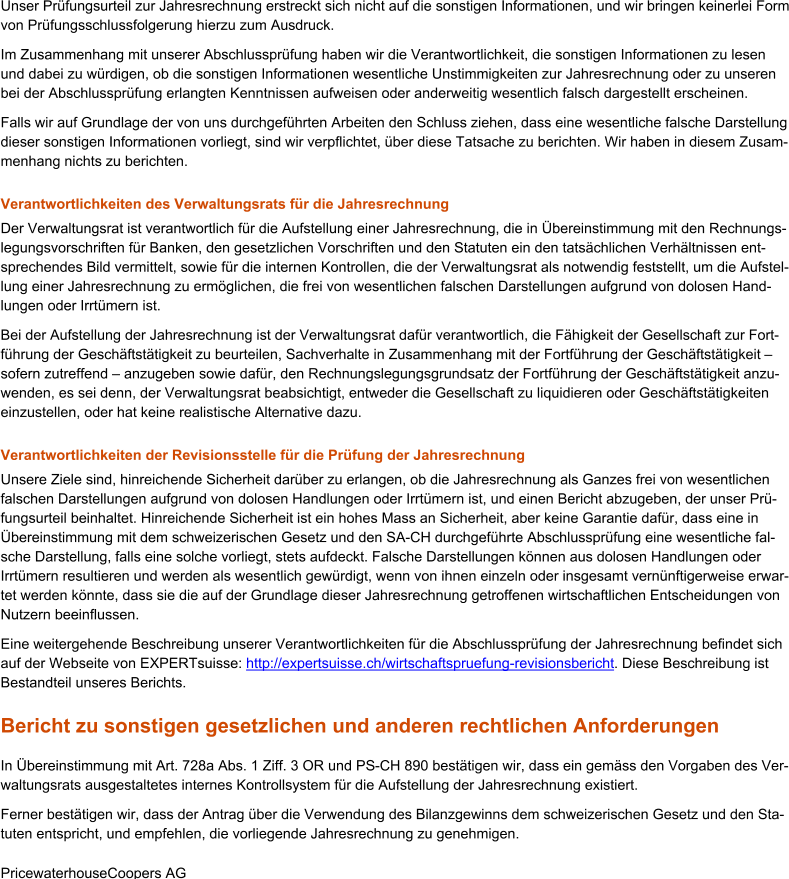 Unser Prüfungsurteil zur Jahresrechnung erstreckt sich nicht auf die sonstigen Informationen, und wir bringen keinerlei Form
von Prüfungsschlussfolgerung hierzu zum Ausdruck.
Im Zusammenhang mit unserer Abschlussprüfung haben wir die Verantwortlichkeit, die sonstigen Informationen zu lesen
und dabei zu würdigen, ob die sonstigen Informationen wesentliche Unstimmigkeiten zur Jahresrechnung oder zu unseren
bei der Abschlussprüfung erlangten Kenntnissen aufweisen oder anderweitig wesentlich falsch dargestellt erscheinen.
Falls wir auf Grundlage der von uns durchgeführten Arbeiten den Schluss ziehen, dass eine wesentliche falsche Darstellung
dieser sonstigen Informationen vorliegt, sind wir verpflichtet, über diese Tatsache zu berichten. Wir haben in diesem Zusam-
menhang nichts zu berichten.
Verantwortlichkeiten des Verwaltungsrats für die Jahresrechnung
Der Verwaltungsrat ist verantwortlich für die Aufstellung einer Jahresrechnung, die in Übereinstimmung mit den Rechnungs-
legungsvorschriften für Banken, den gesetzlichen Vorschriften und den Statuten ein den tatsächlichen Verhältnissen ent-
sprechendes Bild vermittelt, sowie für die internen Kontrollen, die der Verwaltungsrat als notwendig feststellt, um die Aufstel-
lung einer Jahresrechnung zu ermöglichen, die frei von wesentlichen falschen Darstellungen aufgrund von dolosen Hand-
lungen oder Irrtümern ist.
Bei der Aufstellung der Jahresrechnung ist der Verwaltungsrat dafür verantwortlich, die Fähigkeit der Gesellschaft zur Fort-
führung der Geschäftstätigkeit zu beurteilen, Sachverhalte in Zusammenhang mit der Fortführung der Geschäftstätigkeit –
sofern zutreffend – anzugeben sowie dafür, den Rechnungslegungsgrundsatz der Fortführung der Geschäftstätigkeit anzu-
wenden, es sei denn, der Verwaltungsrat beabsichtigt, entweder die Gesellschaft zu liquidieren oder Geschäftstätigkeiten
einzustellen, oder hat keine realistische Alternative dazu.
Verantwortlichkeiten der Revisionsstelle für die Prüfung der Jahresrechnung
Unsere Ziele sind, hinreichende Sicherheit darüber zu erlangen, ob die Jahresrechnung als Ganzes frei von wesentlichen
falschen Darstellungen aufgrund von dolosen Handlungen oder Irrtümern ist, und einen Bericht abzugeben, der unser Prü-
fungsurteil beinhaltet. Hinreichende Sicherheit ist ein hohes Mass an Sicherheit, aber keine Garantie dafür, dass eine in
Übereinstimmung mit dem schweizerischen Gesetz und den SA-CH durchgeführte Abschlussprüfung eine wesentliche fal-
sche Darstellung, falls eine solche vorliegt, stets aufdeckt. Falsche Darstellungen können aus dolosen Handlungen oder
Irrtümern resultieren und werden als wesentlich gewürdigt, wenn von ihnen einzeln oder insgesamt vernünftigerweise erwar-
tet werden könnte, dass sie die auf der Grundlage dieser Jahresrechnung getroffenen wirtschaftlichen Entscheidungen von
Nutzern beeinflussen.
Eine weitergehende Beschreibung unserer Verantwortlichkeiten für die Abschlussprüfung der Jahresrechnung befindet sich
auf der Webseite von EXPERTsuisse: http://expertsuisse.ch/wirtschaftspruefung-revisionsbericht. Diese Beschreibung ist
Bestandteil unseres Berichts.
Bericht zu sonstigen gesetzlichen und anderen rechtlichen Anforderungen
In Übereinstimmung mit Art. 728a Abs. 1 Ziff. 3 OR und PS-CH 890 bestätigen wir, dass ein gemäss den Vorgaben des Ver-
waltungsrats ausgestaltetes internes Kontrollsystem für die Aufstellung der Jahresrechnung existiert.
Ferner bestätigen wir, dass der Antrag über die Verwendung des Bilanzgewinns dem schweizerischen Gesetz und den Sta-
tuten entspricht, und empfehlen, die vorliegende Jahresrechnung zu genehmigen.
PricewaterhouseCoopers AG